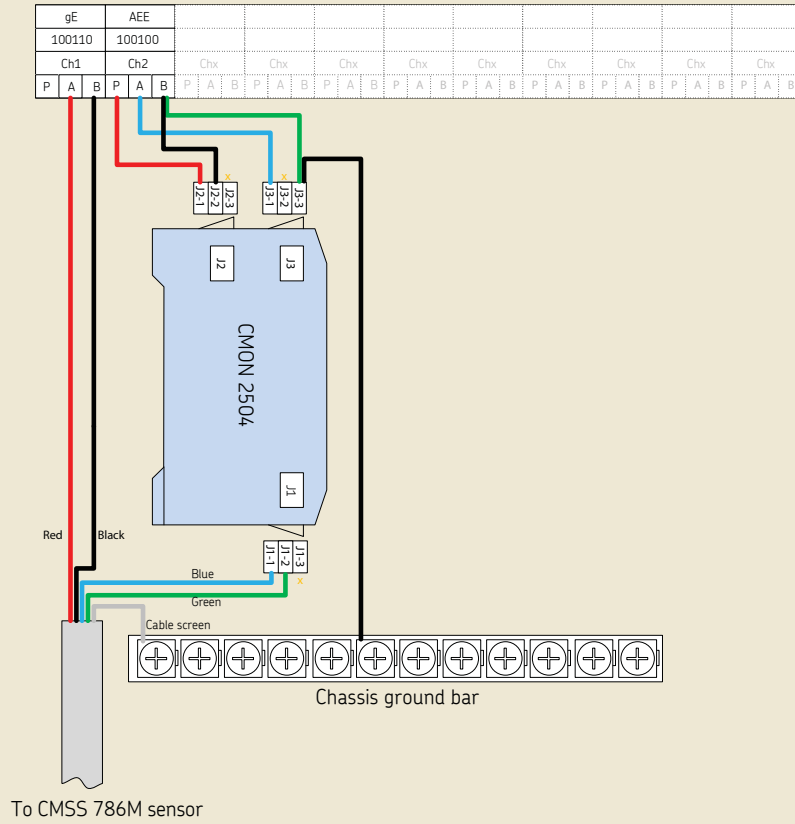 gE AEE
100110 100100
Ch1 Ch2 Chx Chx Chx Chx Chx Chx Chx Chx Chx
P A B P A B P A B P A B P A B P A B P A B P A B P A B P A B P A B
x x
J2-1 J2-2 J2-3 J3-1 J3-2 J3-3
J2 J3
CMON 2504
J1
Red Black
J1-1 J1-2 J1-3
x
Blue
Green
Cable screen
Chassis ground bar
To CMSS 786M sensor